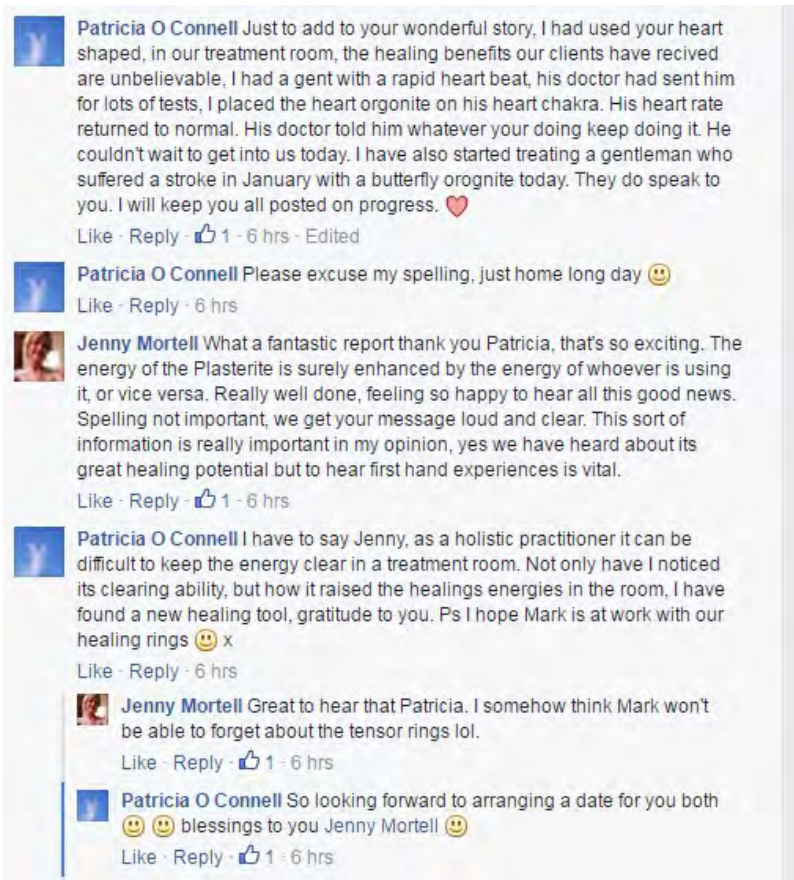 Patricia O Connell Just to add to your wonderful story, I had used your heart
shaped, in our treatment room, the healing benefits our clients have recived
are unbelievable, I had a gent with a rapid heart beat, his doctor had sent him
for lots of tests, I placed the heart orgonite on his heart chakra. His heart rate
returned to normal. His doctor told him whatever your doing keep doing it. He
couldn't wait to get into us today. I have also started treating a gentleman who
suffered a stroke in January with a butterfly orognite today. They do speak to
you. I will keep you all posted on progress.
Like · Reply · 1 · 6 hrs · Edited
Patricia O Connell Please excuse my spelling, just home long day
Like · Reply · 6 hrs
Jenny Mortell What a fantastic report thank you Patricia, that's so exciting. The
energy of the Plasterite is surely enhanced by the energy of whoever is using
it, or vice versa. Really well done, feeling so happy to hear all this good news.
Spelling not important, we get your message loud and clear. This sort of
information is really important in my opinion, yes we have heard about its
great healing potential but to hear first hand experiences is vital.
Like · Reply · 1 · 6 hrs
Patricia O Connell I have to say Jenny, as a holistic practitioner it can be
difficult to keep the energy clear in a treatment room. Not only have I noticed
its clearing ability, but how it raised the healings energies in the room, I have
found a new healing tool, gratitude to you. Ps I hope Mark is at work with our
healing rings x
Like · Reply · 6 hrs
Jenny Mortell Great to hear that Patricia. I somehow think Mark won't
be able to forget about the tensor rings lol.
Like · Reply · 1 · 6 hrs
Patricia O Connell So looking forward to arranging a date for you both
blessings to you Jenny Mortell
Like · Reply · 1 · 6 hrs